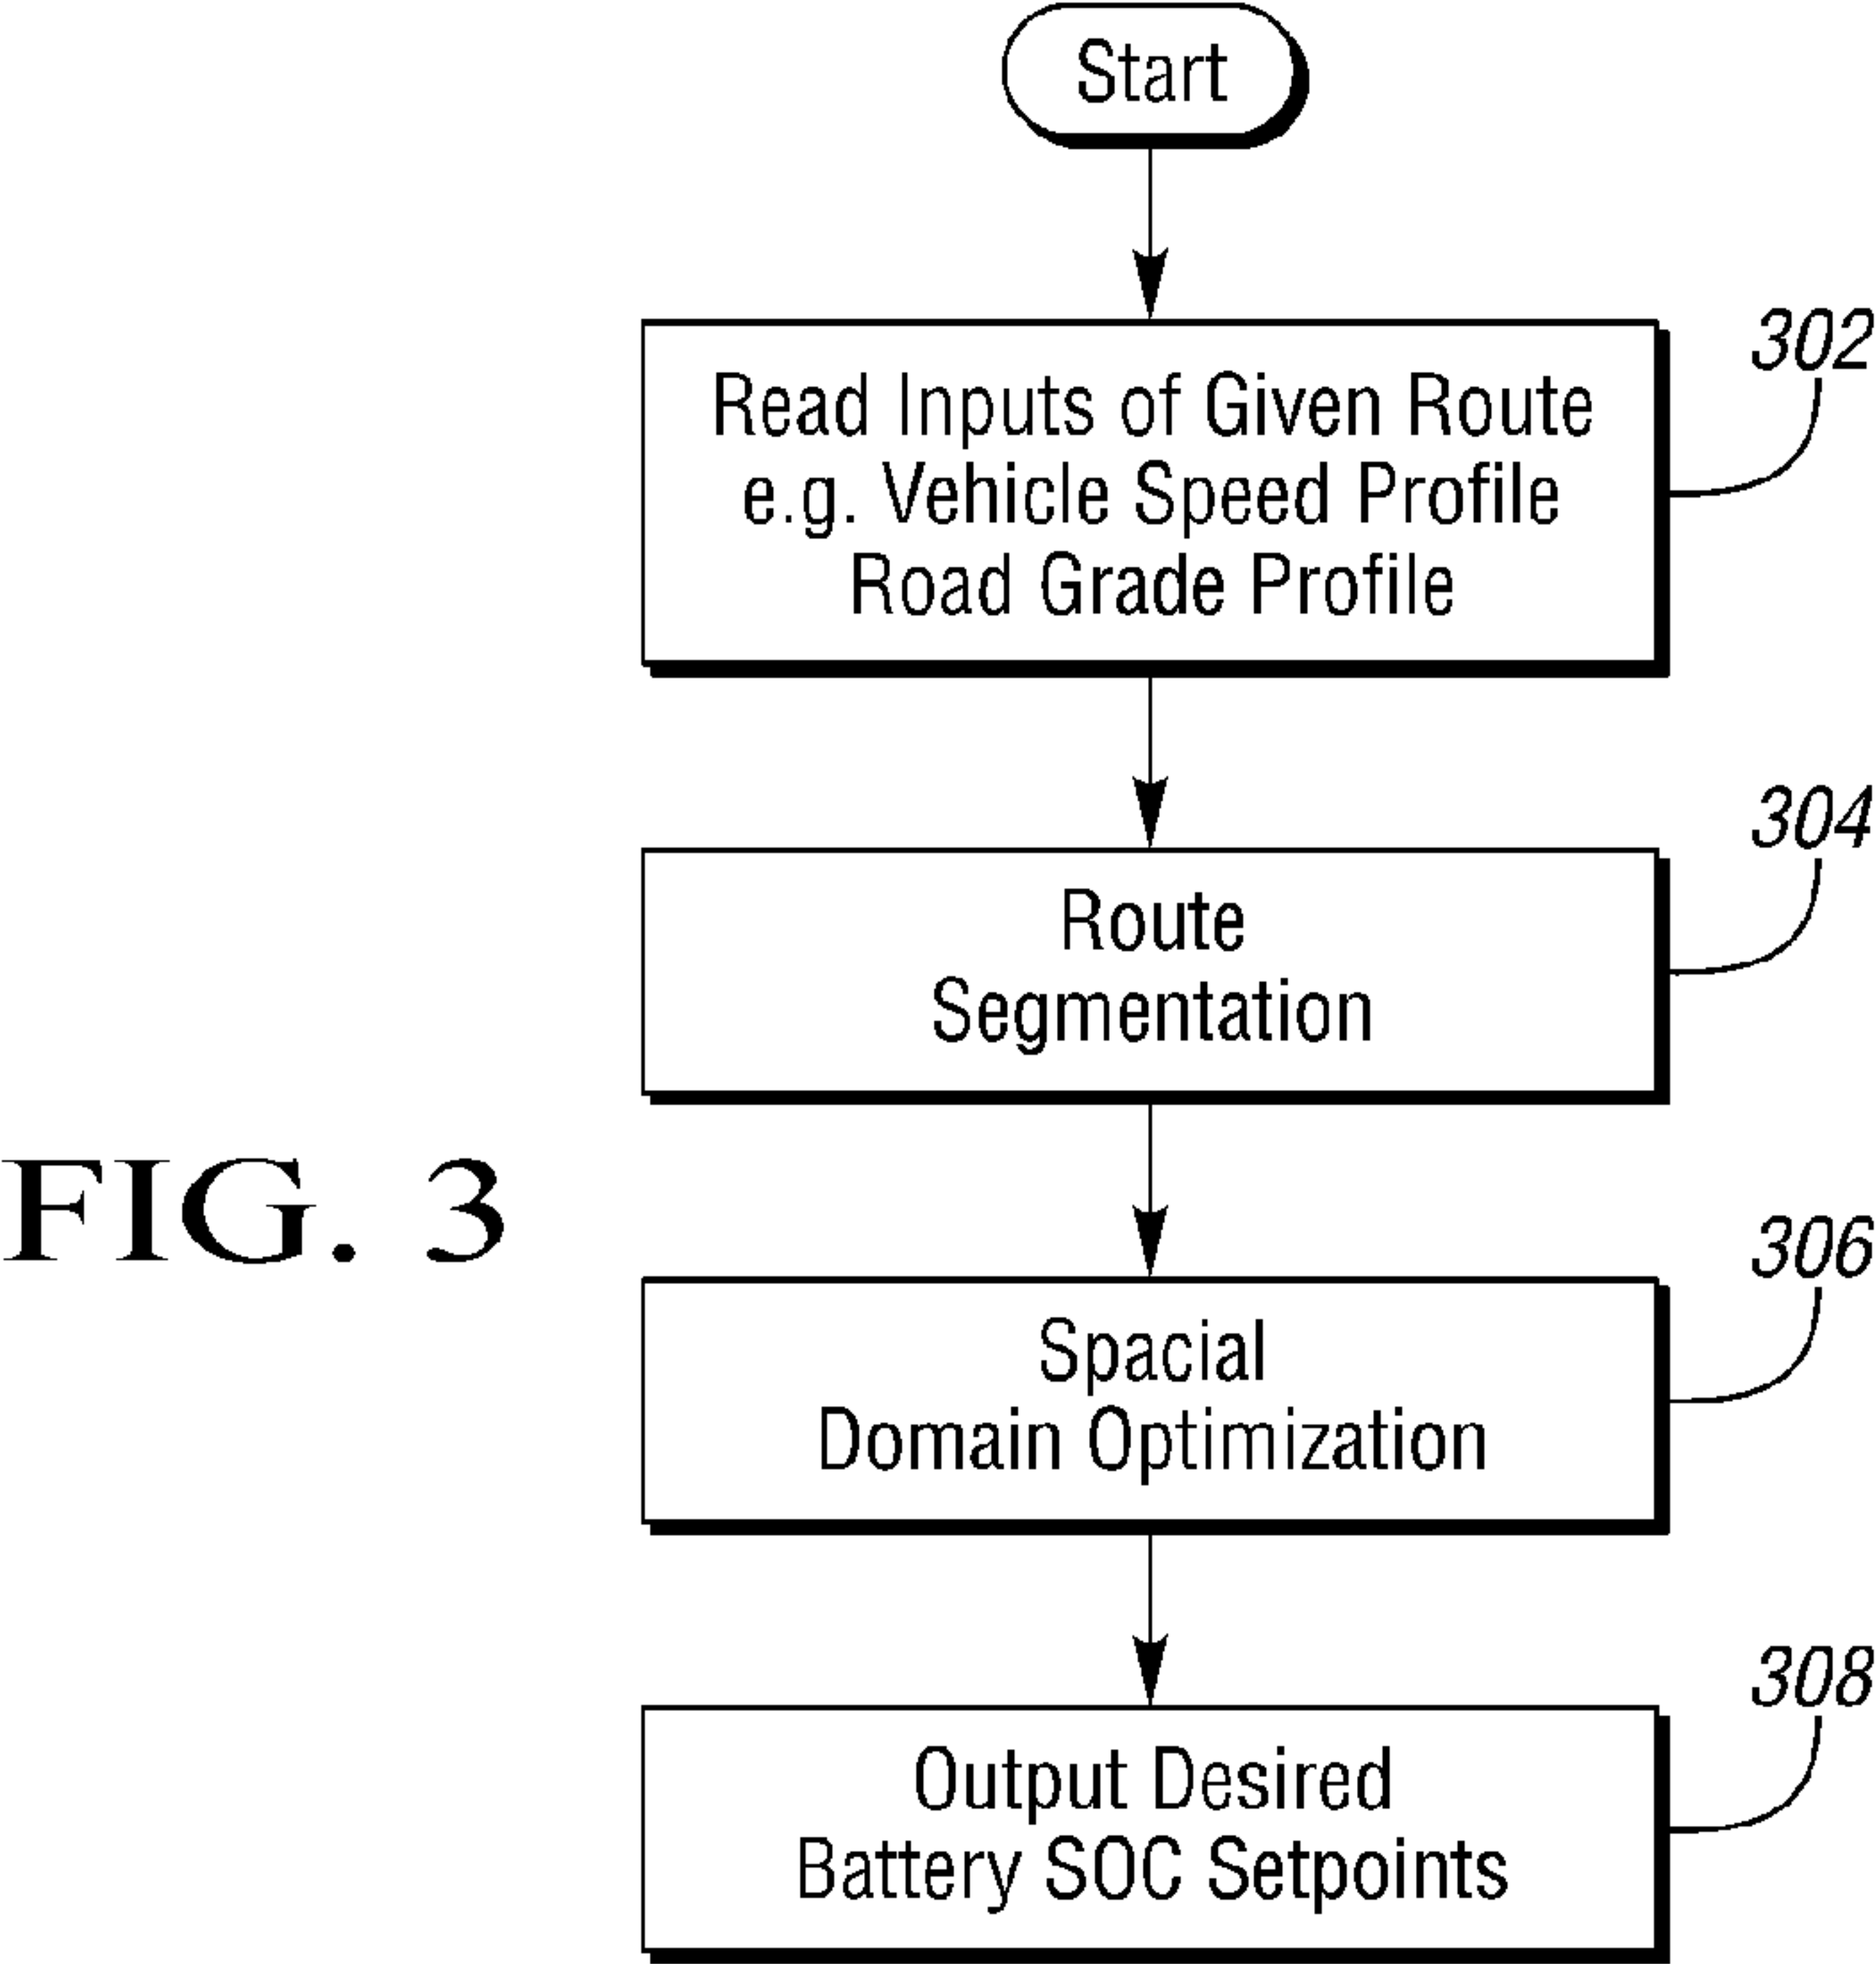 Start
302
Read Inputs of Given Route
e.g. Vehicle Speed Profile
Road Grade Profile
304
Route
Segmentation
FIG. 3
306
Spacial
Domain Optimization
308
Output Desired
Battery SOC Setpoints